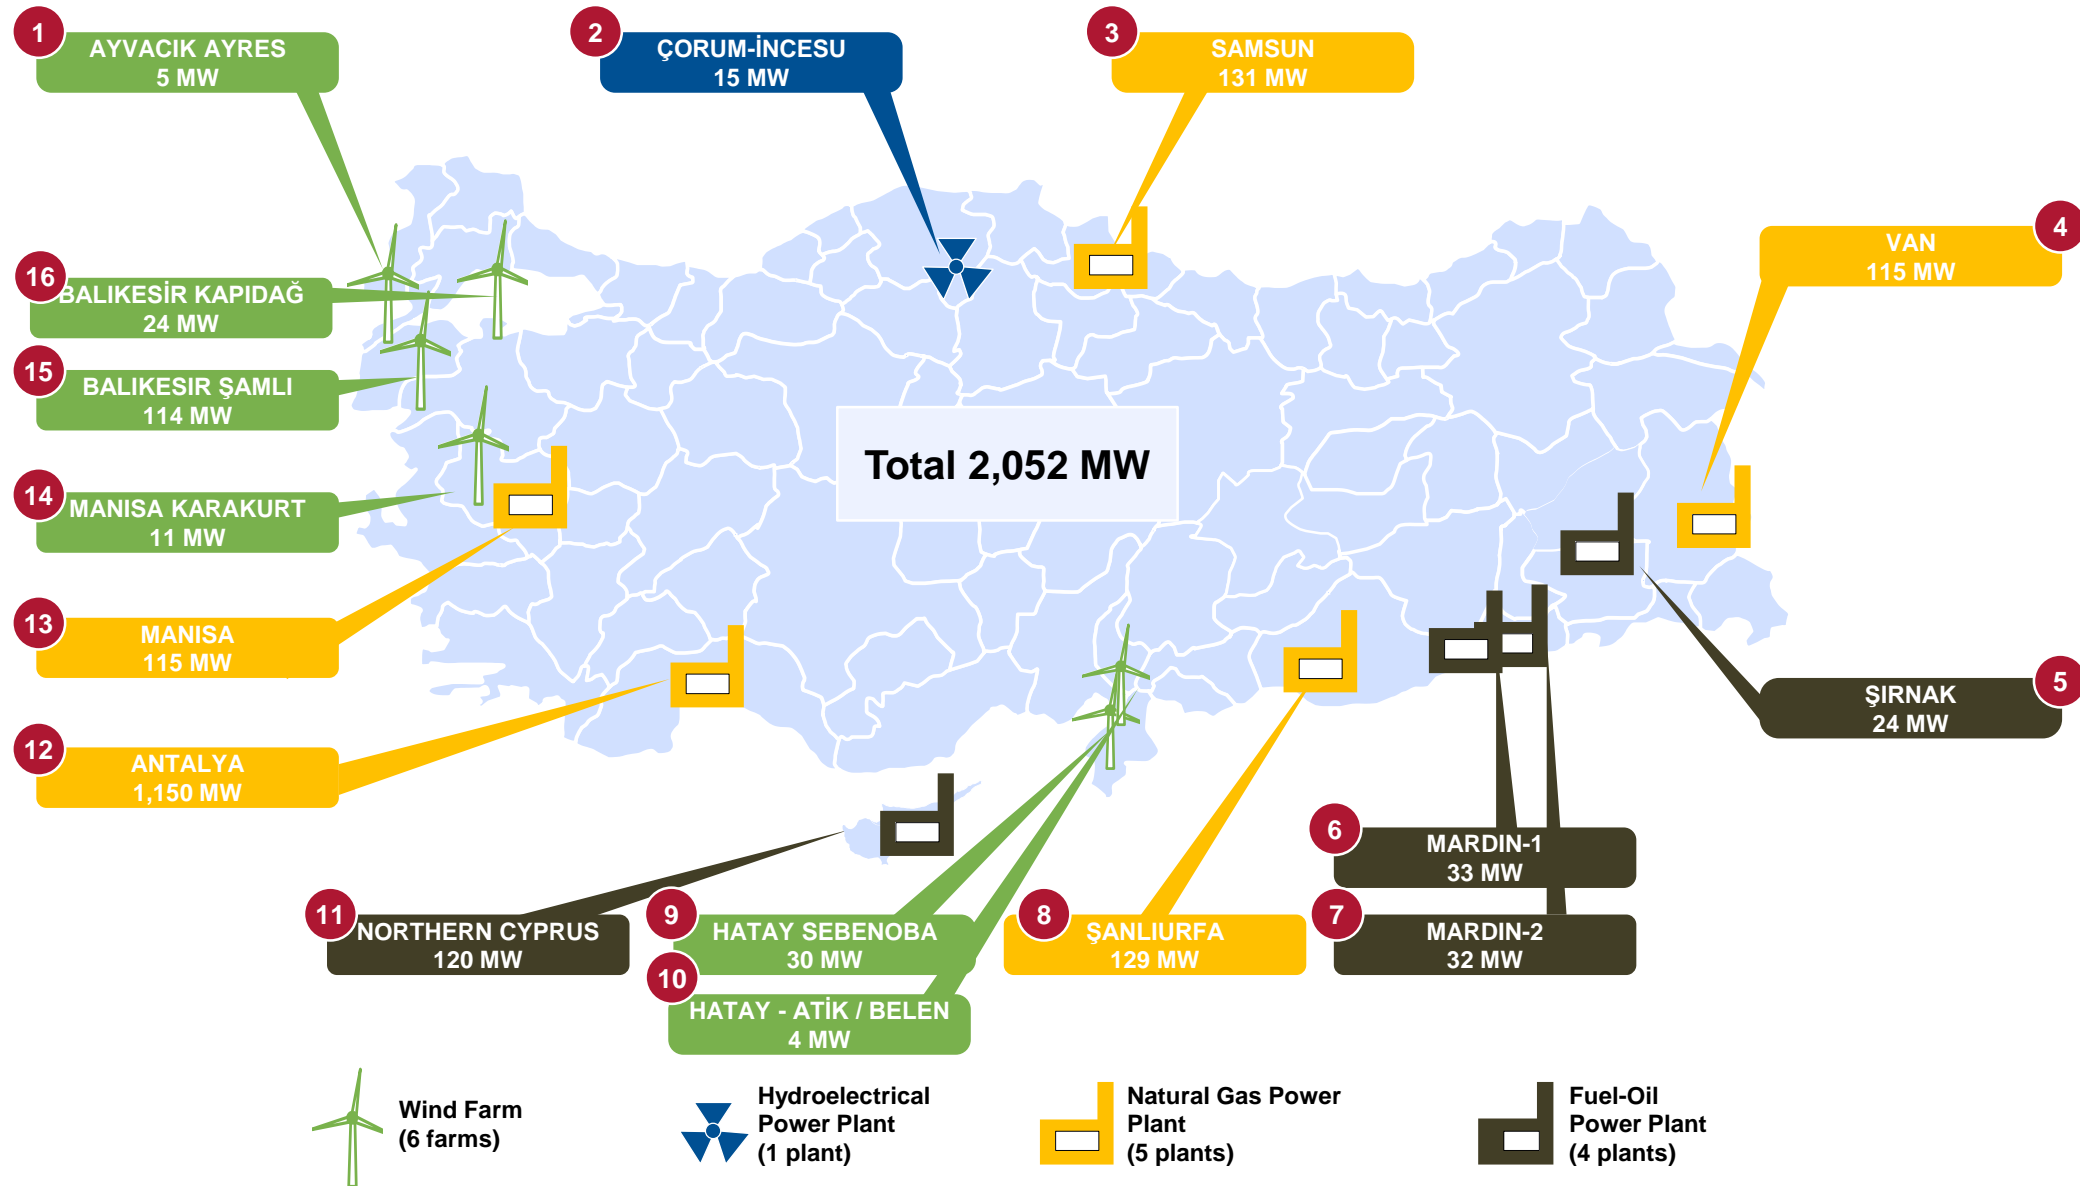 1
AYVACIK AYRES
5 MW
2
ÇORUM-İNCESU
15 MW
3
SAMSUN
131 MW
4
VAN
115 MW
16
BALIKESİR KAPIDAĞ
24 MW
15
BALIKESIR ŞAMLI
114 MW
Total 2,052 MW
14
MANISA KARAKURT
11 MW
13
MANISA
115 MW
5
ŞIRNAK
24 MW
12
ANTALYA
1,150 MW
6
MARDIN-1
33 MW
11
NORTHERN CYPRUS
120 MW
9
HATAY SEBENOBA
30 MW
8
ŞANLIURFA
129 MW
7
MARDIN-2
32 MW
10
HATAY - ATİK / BELEN
4 MW
Wind Farm
(6 farms)
Hydroelectrical
Power Plant
(1 plant)
Natural Gas Power
Plant
(5 plants)
Fuel-Oil
Power Plant
(4 plants)